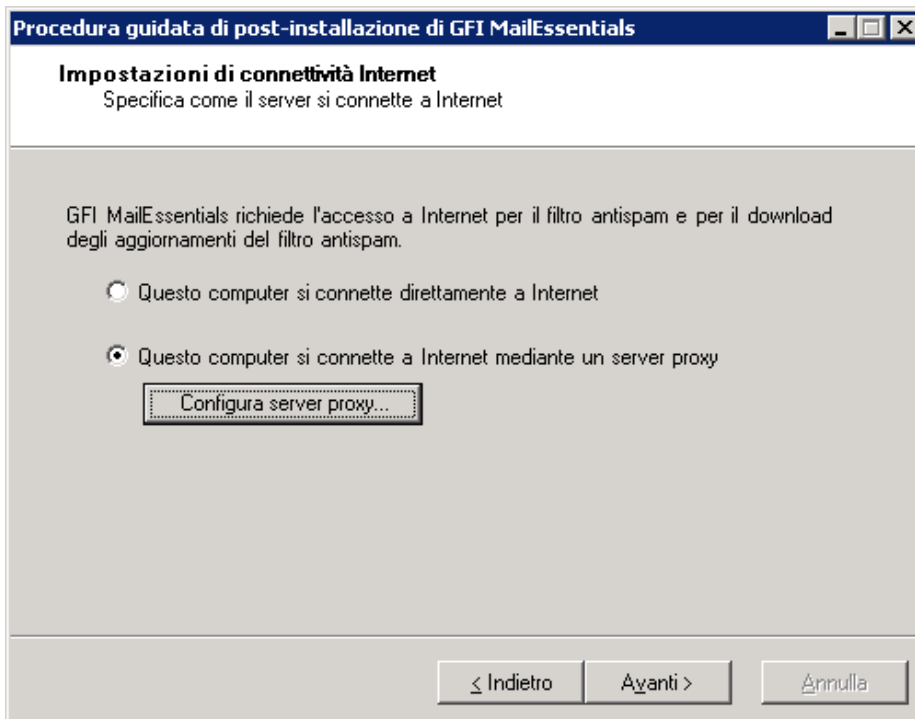 Procedura guidata di post-installazione di GFI MailEssentials
Impostazioni di connettività Internet
Specifica come il server si connette a Internet
GFI MailEssentials richiede l'accesso a Internet per il filtro antispam e per il download
degli aggiornamenti del filtro antispam.
Questo computer si connette direttamente a Internet
Questo computer si connette a Internet mediante un server proxy
Configura server proxy...
< Indietro
Avanti >
Annulla